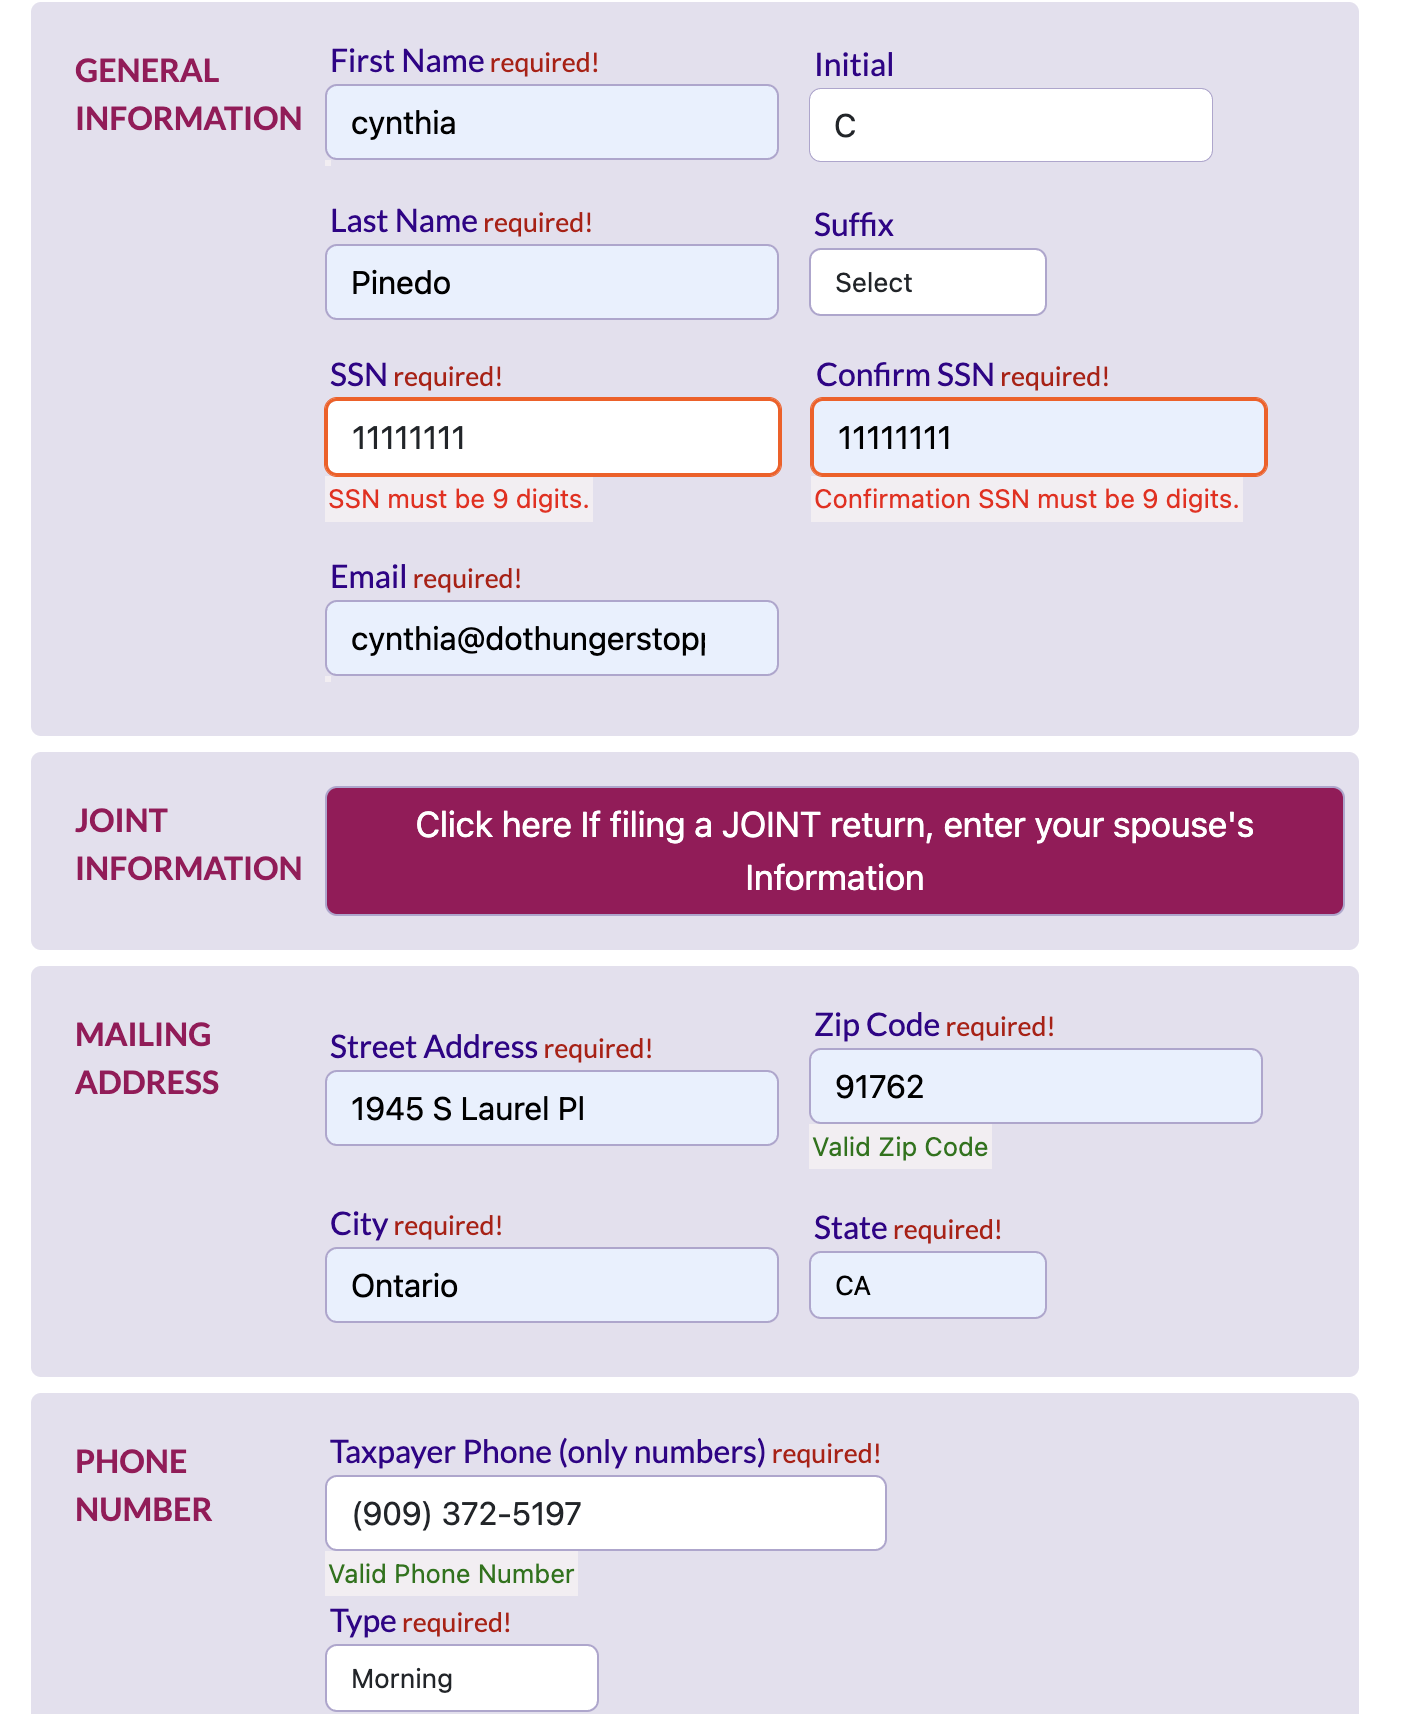 GENERAL
INFORMATION
First Name required!
Initial
cynthia
C
Last Name required!
Suffix
Pinedo
Select
SSN required!
Confirm SSN required!
11111111
11111111
SSN must be 9 digits.
Confirmation SSN must be 9 digits.
Email required!
cynthia@dothungerstop
JOINT
INFORMATION
Click here If filing a JOINT return, enter your spouse's
Information
MAILING
ADDRESS
Street Address required!
Zip Code required!
1945 S Laurel Pl
91762
Valid Zip Code
City required!
State required!
Ontario
CA
PHONE
NUMBER
Taxpayer Phone (only numbers) required!
(909) 372-5197
Valid Phone Number
Type required!
Morning